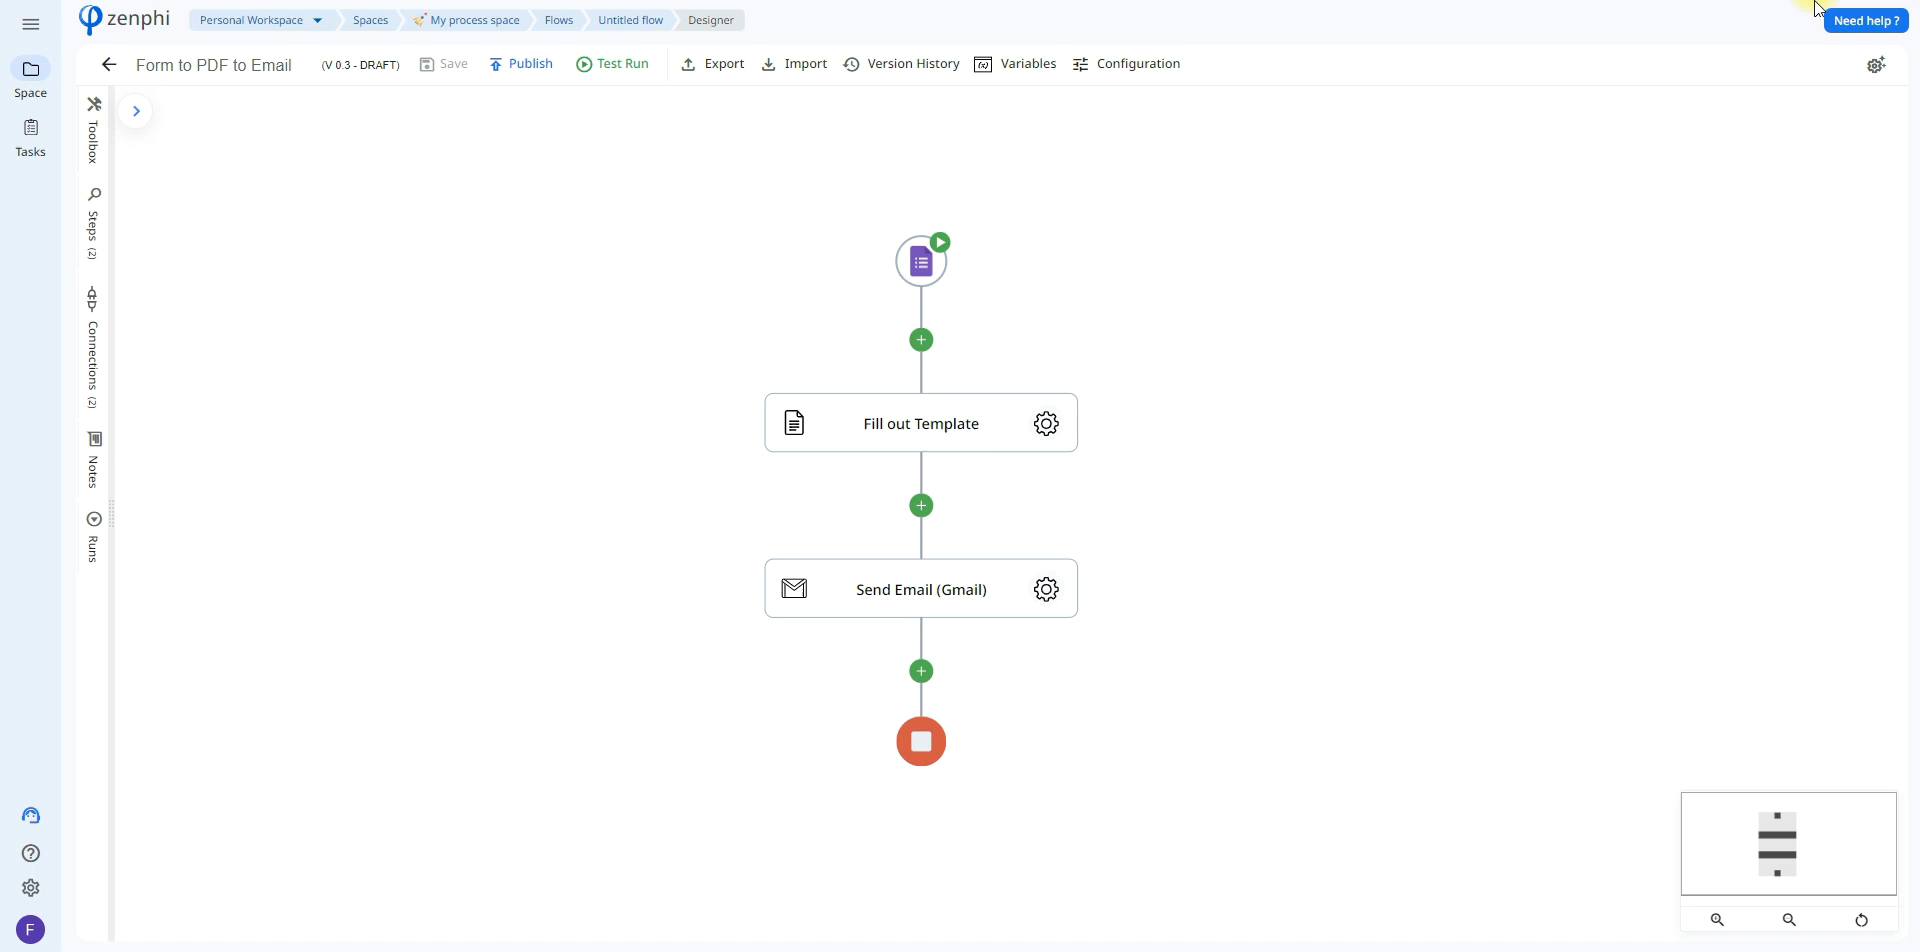 zenphi
Personal Workspace
Spaces
My process space
Flows
Untitled flow
Designer
Need help ?
Form to PDF to Email
(V 0.3 - DRAFT)
Save
Publish
Test Run
Export
Import
Version History
Variables
Configuration
Space
Tasks
Toolbox
Steps (2)
Connections (2)
Notes
Runs
Fill out Template
Send Email (Gmail)
F